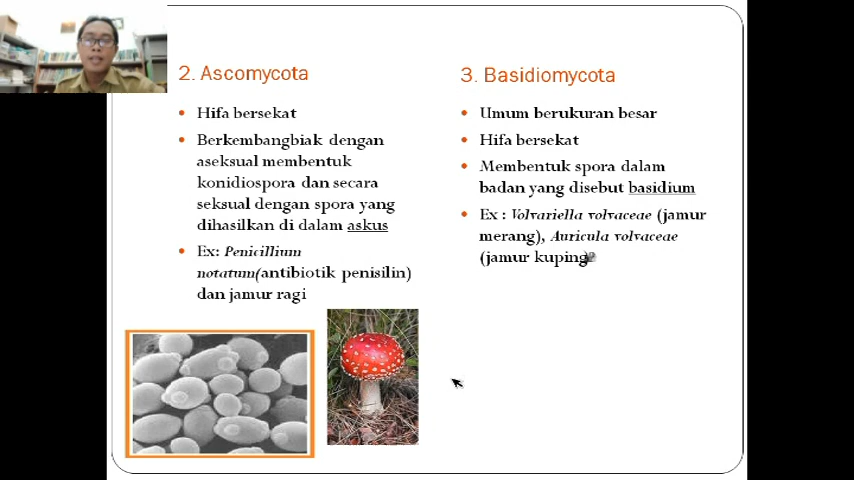 2. Ascomycota
Hifa bersekat
Berkembangbiak dengan
aseksual membentuk
konidiospora dan secara
seksual dengan spora yang
dihasilkan di dalam askus
Ex: Penicillium
notatum(antibiotik penisilin)
dan jamur ragi
3. Basidiomycota
Umum berukuran besar
Hifa bersekat
Membentuk spora dalam
badan yang disebut basidium
Ex : Volvariella volvaceae (jamur
merang), Auricula volvaceae
(jamur kuping)